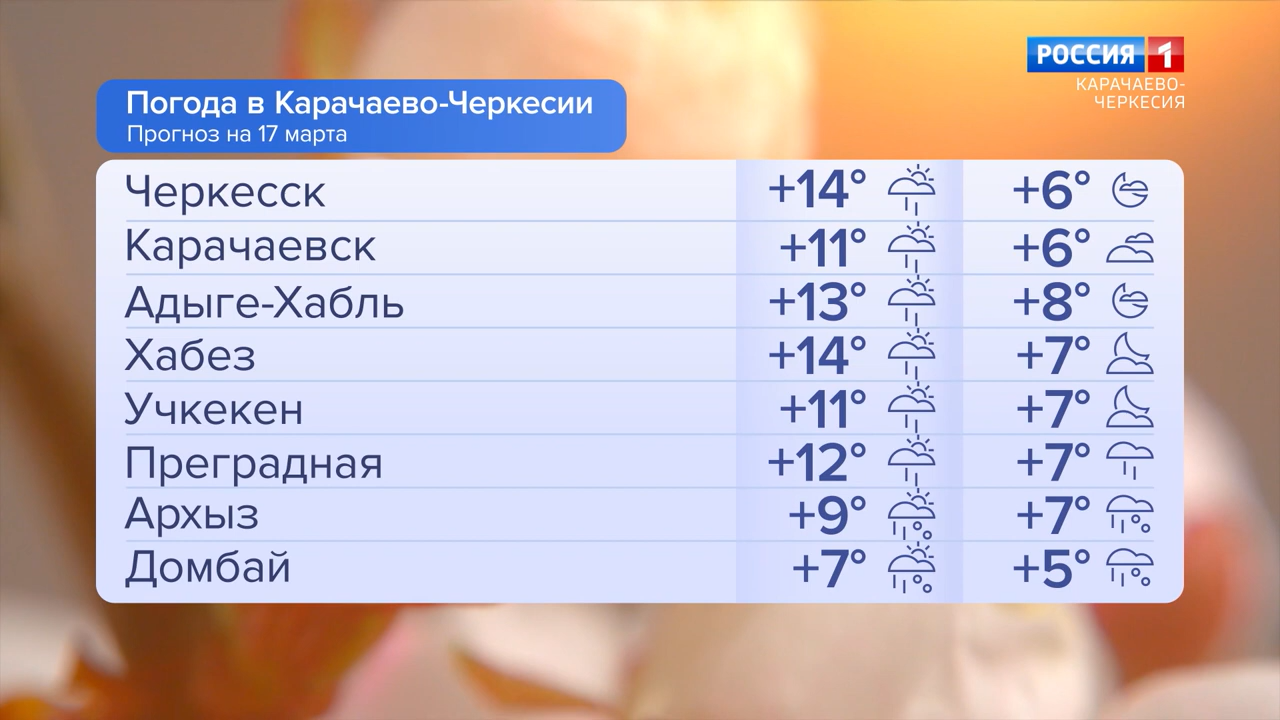 РОССИЯ 1
КАРАЧАЕВО-
ЧЕРКЕСИЯ
Погода в Карачаево-Черкесии
Прогноз на 17 марта
Черкесск +14° +6°
Карачаевск +11° +6°
Адыге-Хабль +13° +8°
Хабез +14° +7°
Учкекен +11° +7°
Преградная +12° +7°
Архыз +9° +7°
Домбай +7° +5°